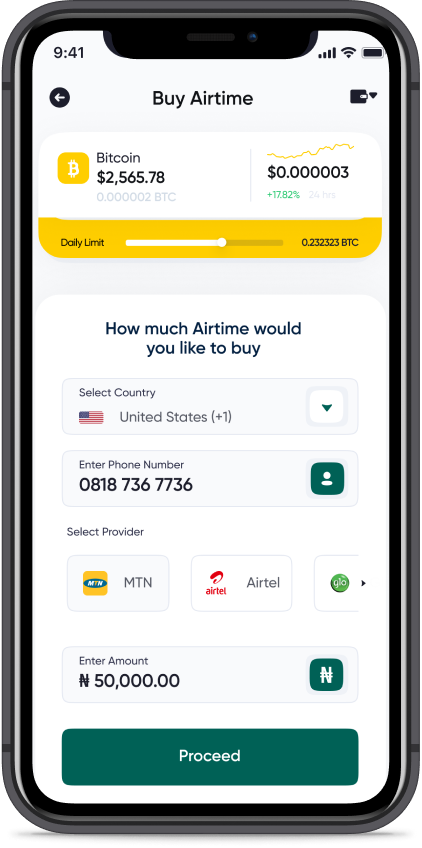 9:41
Buy Airtime
Bitcoin
$2,565.78
0.000002 BTC
$0.000003
+17.82% 24 hrs
Daily Limit
0.232323 BTC
How much Airtime would
you like to buy
Select Country
United States (+1)
Enter Phone Number
0818 736 7736
Select Provider
MTN MTN
airtel Airtel
glo
Enter Amount
₦ 50,000.00
₦
Proceed